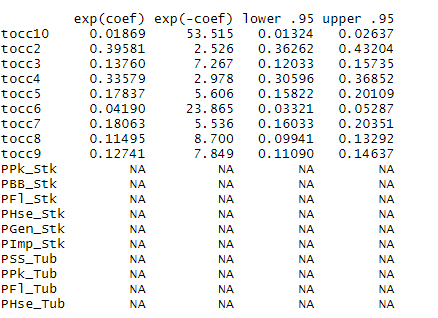 exp(coef) exp(-coef) lower .95 upper .95
tocc10 0.01869 53.515 0.01324 0.02637
tocc2 0.39581 2.526 0.36262 0.43204
tocc3 0.13760 7.267 0.12033 0.15735
tocc4 0.33579 2.978 0.30596 0.36852
tocc5 0.17837 5.606 0.15822 0.20109
tocc6 0.04190 23.865 0.03321 0.05287
tocc7 0.18063 5.536 0.16033 0.20351
tocc8 0.11495 8.700 0.09941 0.13292
tocc9 0.12741 7.849 0.11090 0.14637
PPk_Stk NA NA NA NA
PBB_Stk NA NA NA NA
PFl_Stk NA NA NA NA
PHse_Stk NA NA NA NA
PGen_Stk NA NA NA NA
PImp_Stk NA NA NA NA
PSS_Tub NA NA NA NA
PPk_Tub NA NA NA NA
PFl_Tub NA NA NA NA
PHse_Tub NA NA NA NA